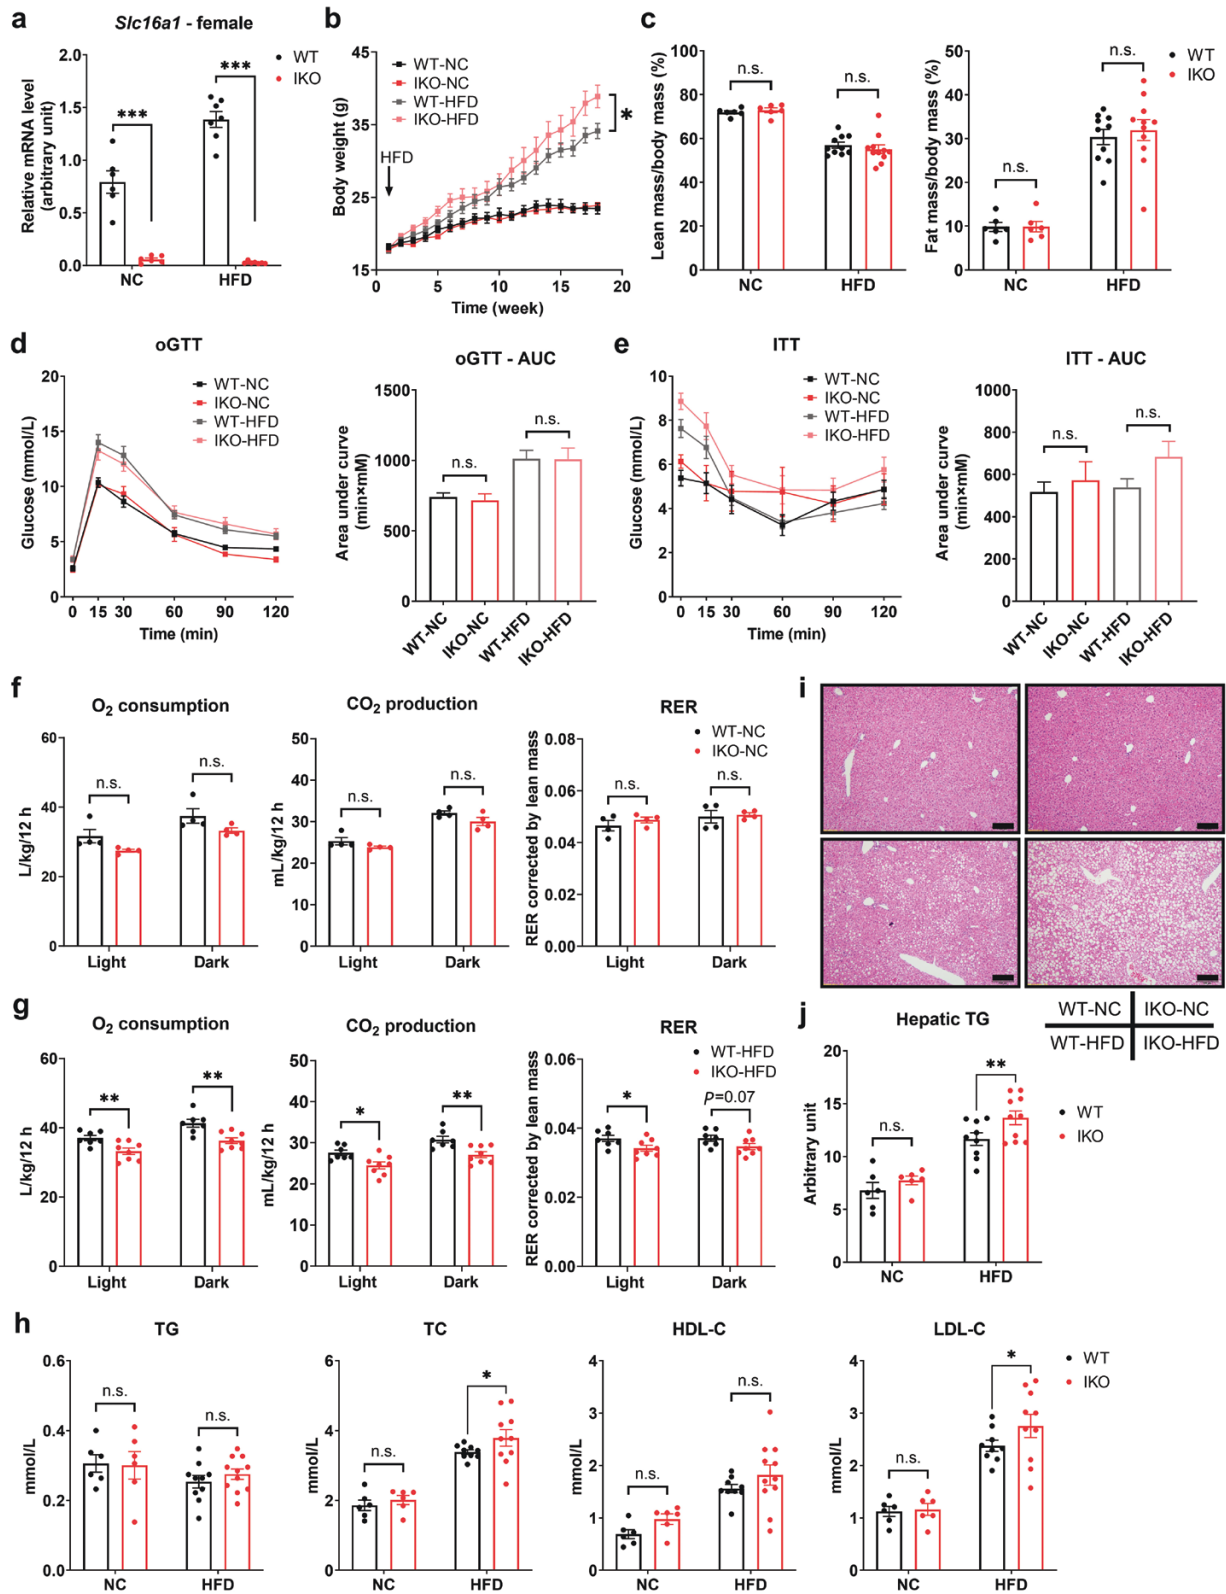 a
Slc16a1 - female
Relative mRNA level
(arbitrary unit)
2.0
1.5
1.0
0.5
0.0
***
***
NC
HFD
WT
IKO
b
Body weight (g)
45
35
25
15
WT-NC
IKO-NC
WT-HFD
IKO-HFD
*
HFD
0
5
10
15
20
Time (week)
c
Lean mass/body mass (%)
100
80
60
40
20
0
n.s.
n.s.
NC
HFD
Fat mass/body mass (%)
50
40
30
20
10
0
n.s.
n.s.
NC
HFD
WT
IKO
d
oGTT
Glucose (mmol/L)
20
15
10
5
0
WT-NC
IKO-NC
WT-HFD
IKO-HFD
0 15 30 60 90 120
Time (min)
oGTT - AUC
Area under curve
(min×mM)
1500
1000
500
0
n.s.
n.s.
WT-NC
IKO-NC
WT-HFD
IKO-HFD
e
ITT
Glucose (mmol/L)
10
8
6
4
2
0
WT-NC
IKO-NC
WT-HFD
IKO-HFD
0 15 30 60 90 120
Time (min)
ITT - AUC
Area under curve
(min×mM)
1000
800
600
400
200
0
n.s.
n.s.
WT-NC
IKO-NC
WT-HFD
IKO-HFD
f
O2 consumption
L/kg/12 h
60
40
20
0
n.s.
n.s.
Light
Dark
CO2 production
mL/kg/12 h
50
40
30
20
10
0
n.s.
n.s.
Light
Dark
RER
RER corrected by lean mass
0.08
0.06
0.04
0.02
0.00
WT-NC
IKO-NC
n.s.
n.s.
Light
Dark
g
O2 consumption
L/kg/12 h
60
40
20
0
**
**
Light
Dark
CO2 production
mL/kg/12 h
50
40
30
20
10
0
*
**
Light
Dark
RER
RER corrected by lean mass
0.06
0.04
0.02
0.00
WT-HFD
IKO-HFD
*
P=0.07
Light
Dark
i
WT-NC
IKO-NC
WT-HFD
IKO-HFD
j
Hepatic TG
Arbitrary unit
20
15
10
5
0
n.s.
**
NC
HFD
WT
IKO
h
TG
mmol/L
0.6
0.4
0.2
0.0
n.s.
n.s.
NC
HFD
TC
mmol/L
6
4
2
0
n.s.
*
NC
HFD
HDL-C
mmol/L
4
3
2
1
0
n.s.
n.s.
NC
HFD
LDL-C
mmol/L
4
3
2
1
0
n.s.
*
NC
HFD
WT
IKO